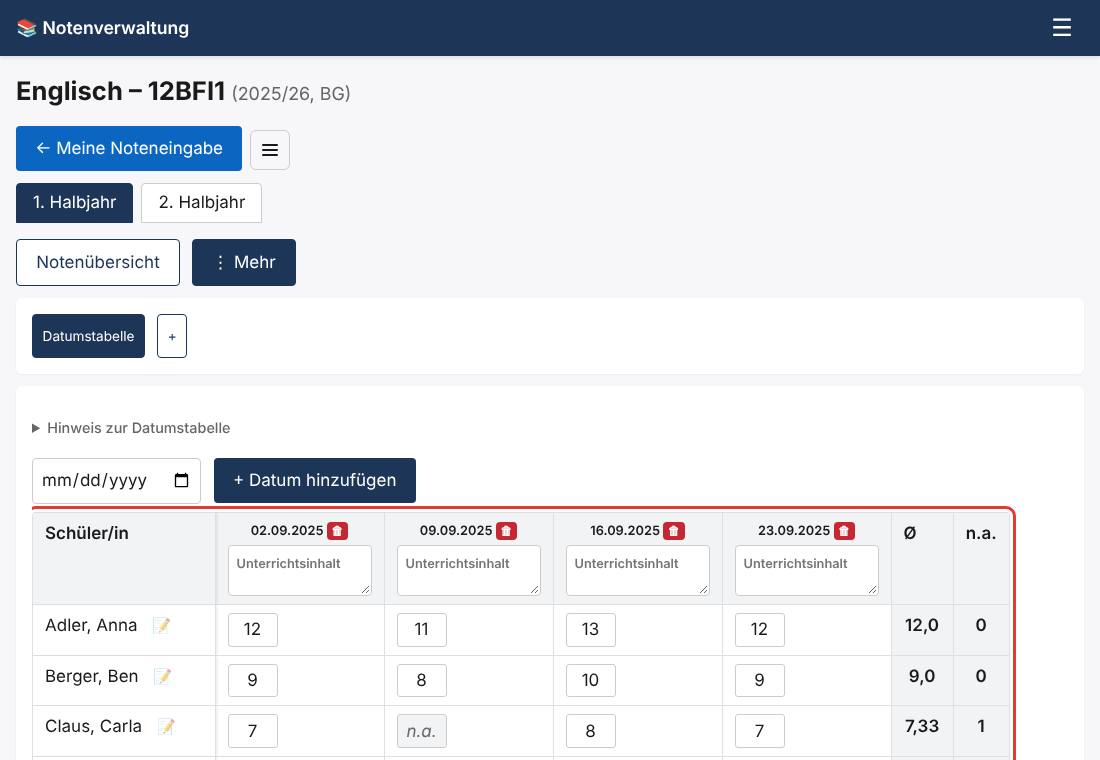 📚 Notenverwaltung
☰
Englisch – 12BFI1 (2025/26, BG)
← Meine Noteneingabe
1. Halbjahr 2. Halbjahr
Notenübersicht ⋮ Mehr
Datumstabelle +
▶ Hinweis zur Datumstabelle
mm/dd/yyyy + Datum hinzufügen
Schüler/in 02.09.2025 09.09.2025 16.09.2025 23.09.2025 Ø n.a.
Unterrichtsinhalt Unterrichtsinhalt Unterrichtsinhalt Unterrichtsinhalt
Adler, Anna 12 11 13 12 12,0 0
Berger, Ben 9 8 10 9 9,0 0
Claus, Carla 7 n.a. 8 7 7,33 1